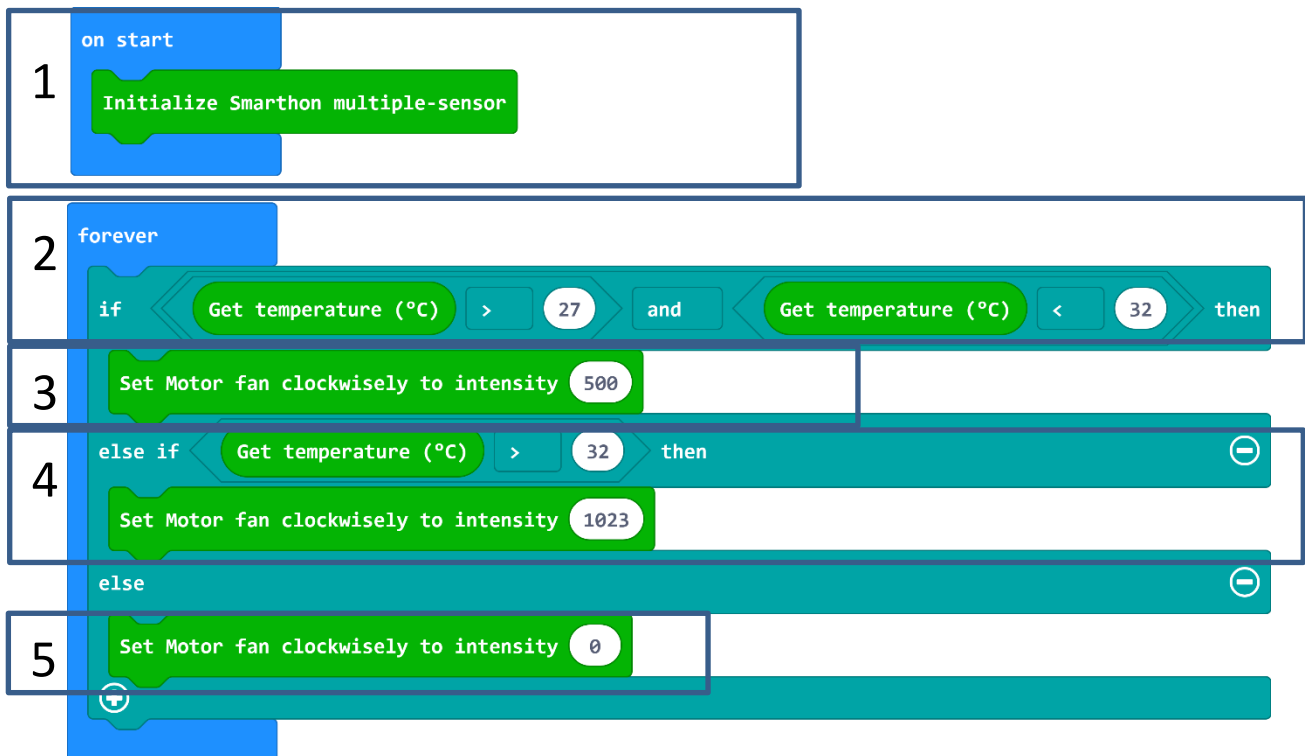 1
on start
Initialize Smarthon multiple-sensor
2
forever
if Get temperature (°C) > 27 and Get temperature (°C) < 32 then
3
Set Motor fan clockwisely to intensity 500
4
else if Get temperature (°C) > 32 then
Set Motor fan clockwisely to intensity 1023
else
5
Set Motor fan clockwisely to intensity 0